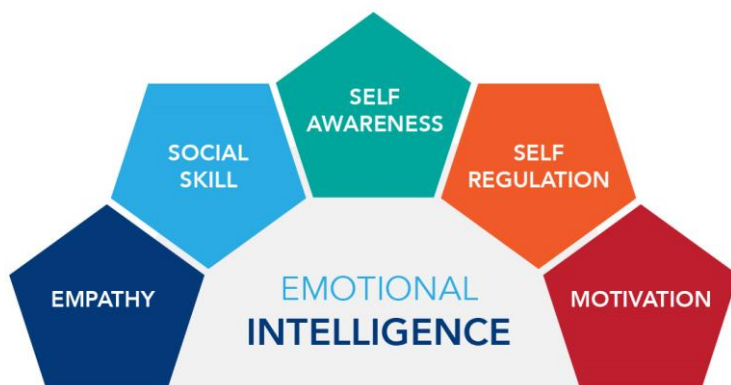 SELF
AWARENESS
SOCIAL
SKILL
SELF
REGULATION
EMPATHY
EMOTIONAL
INTELLIGENCE
MOTIVATION